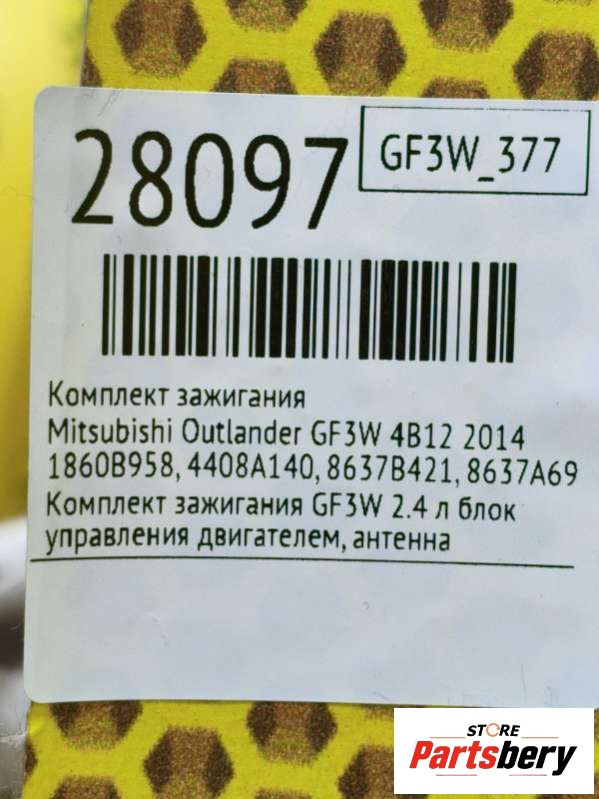 28097
GF3W_377
Комплект зажигания
Mitsubishi Outlander GF3W 4B12 2014
1860B958, 4408A140, 8637B421, 8637A69
Комплект зажигания GF3W 2.4 л блок
управления двигателем, антенна
STORE
Partsbery